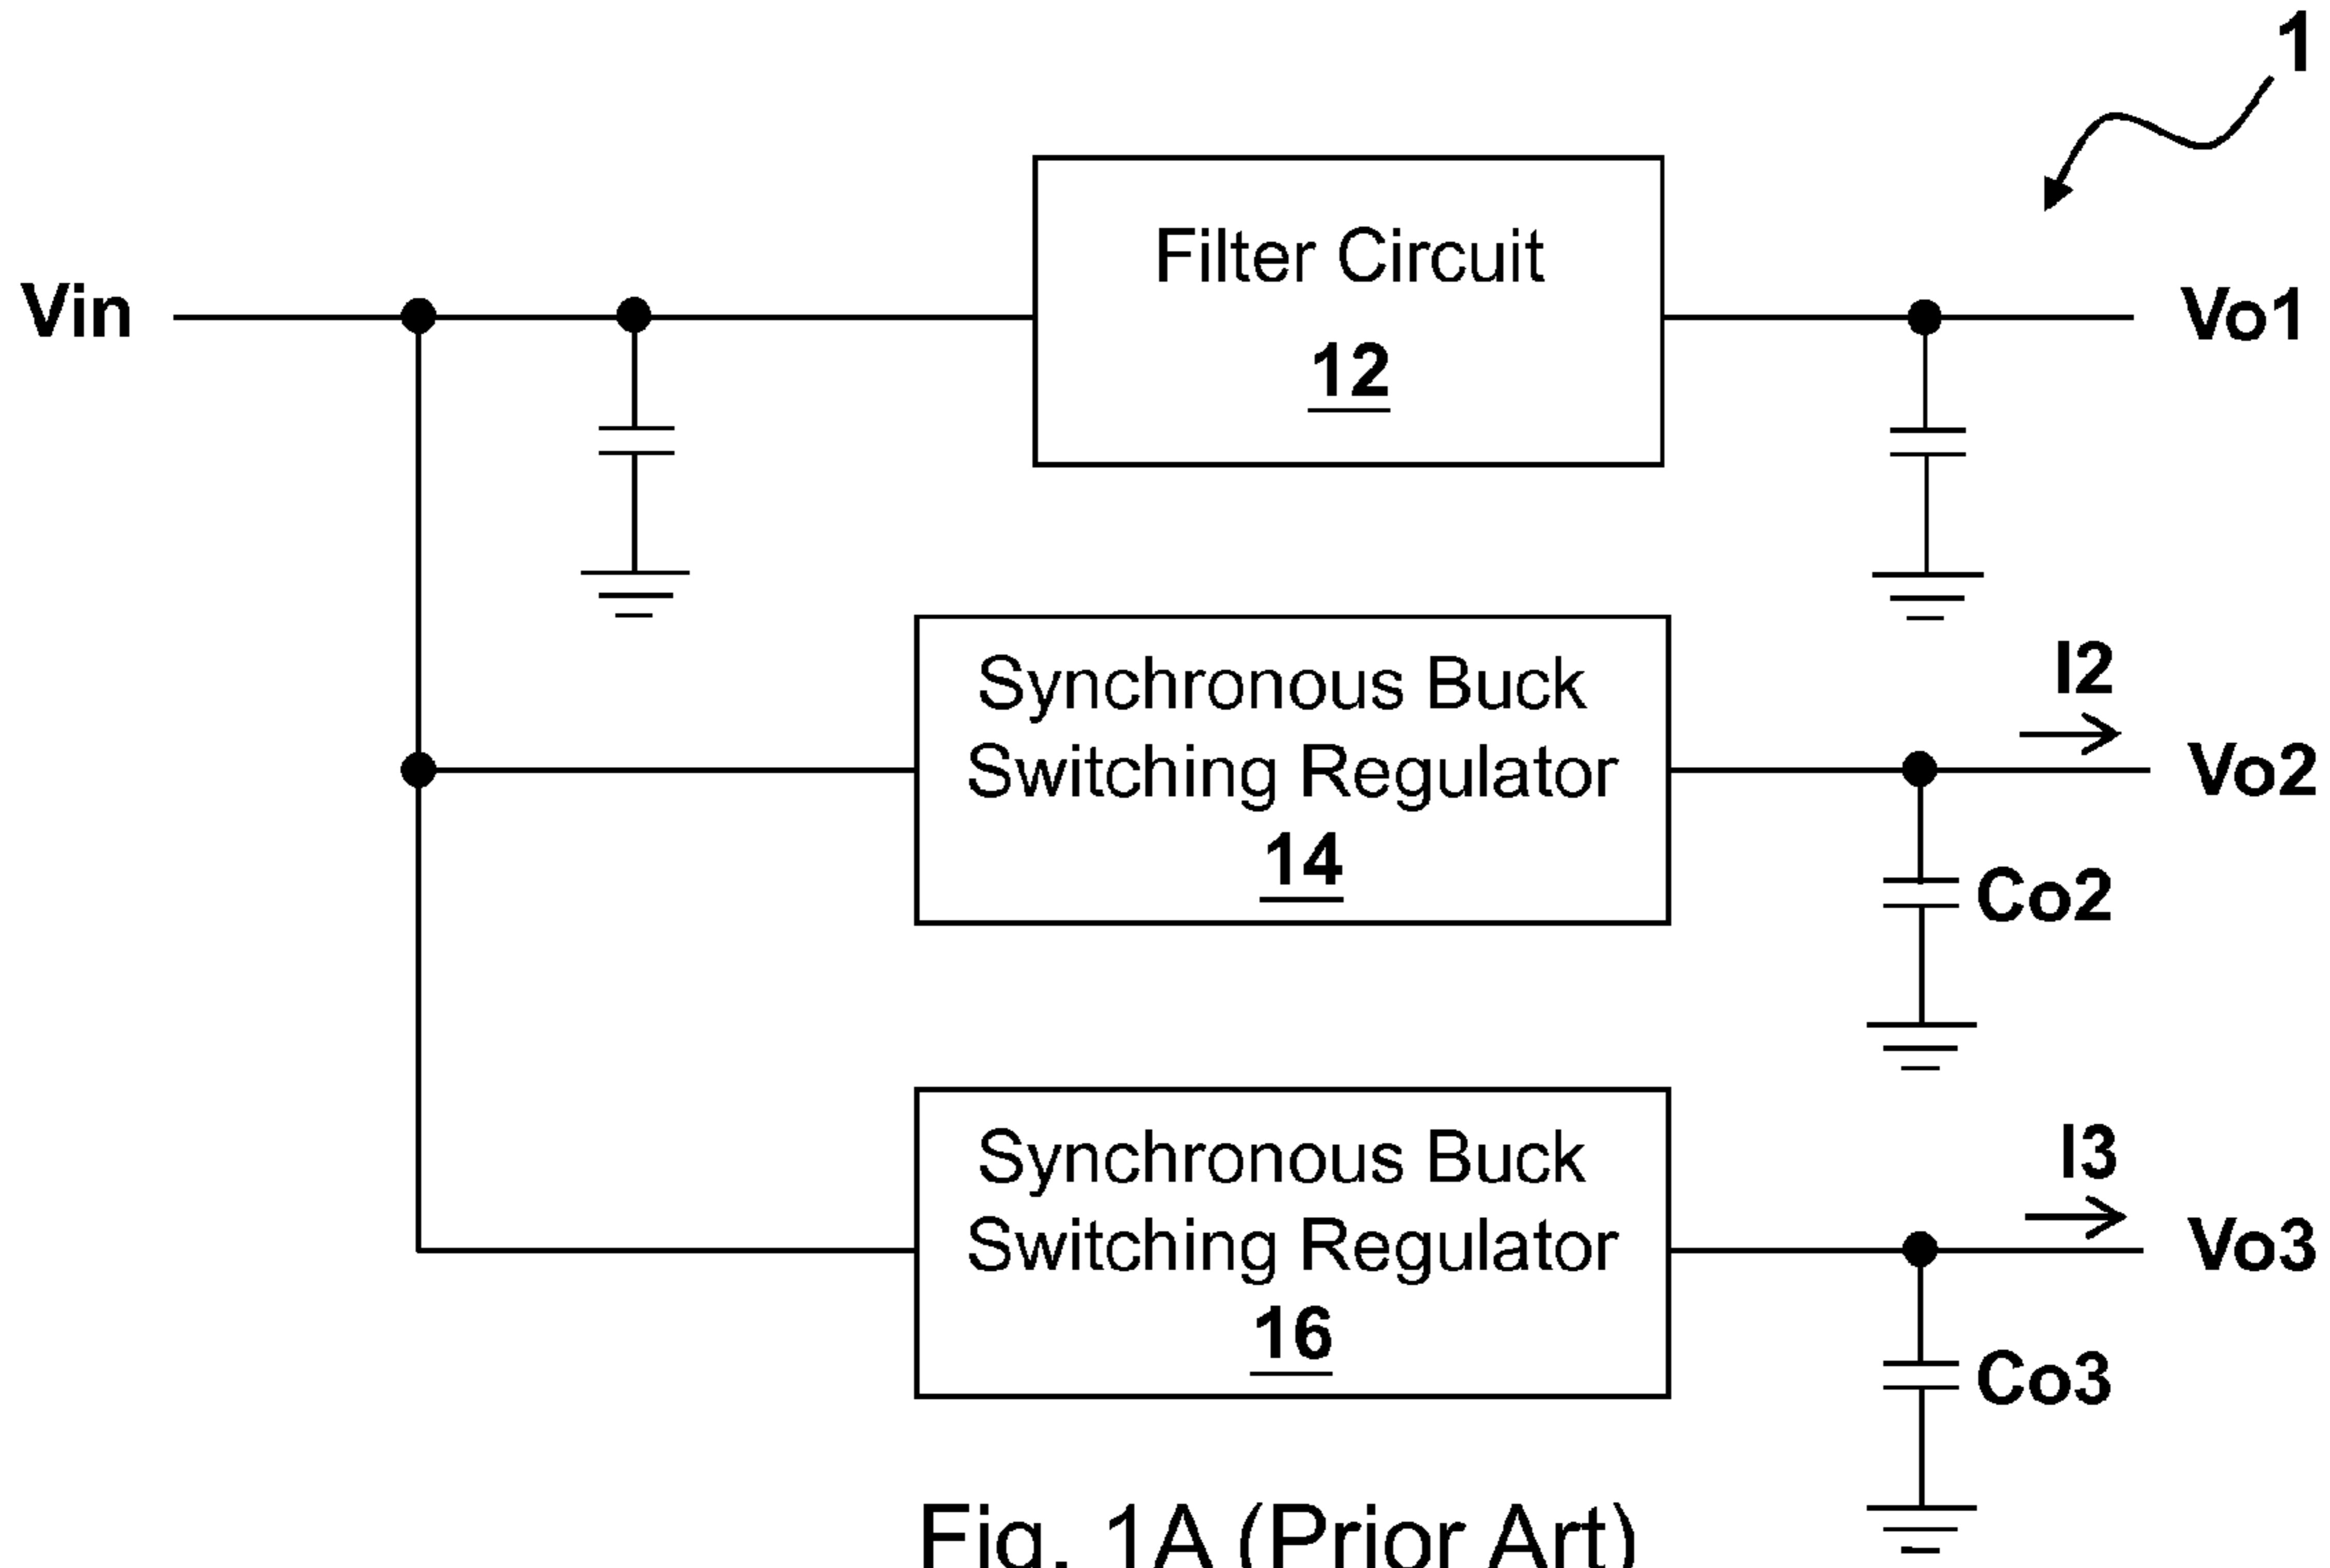 1
Filter Circuit
12
Vin
Vo1
Synchronous Buck
Switching Regulator
14
I2
Vo2
Co2
Synchronous Buck
Switching Regulator
16
I3
Vo3
Co3
Fig. 1A (Prior Art)